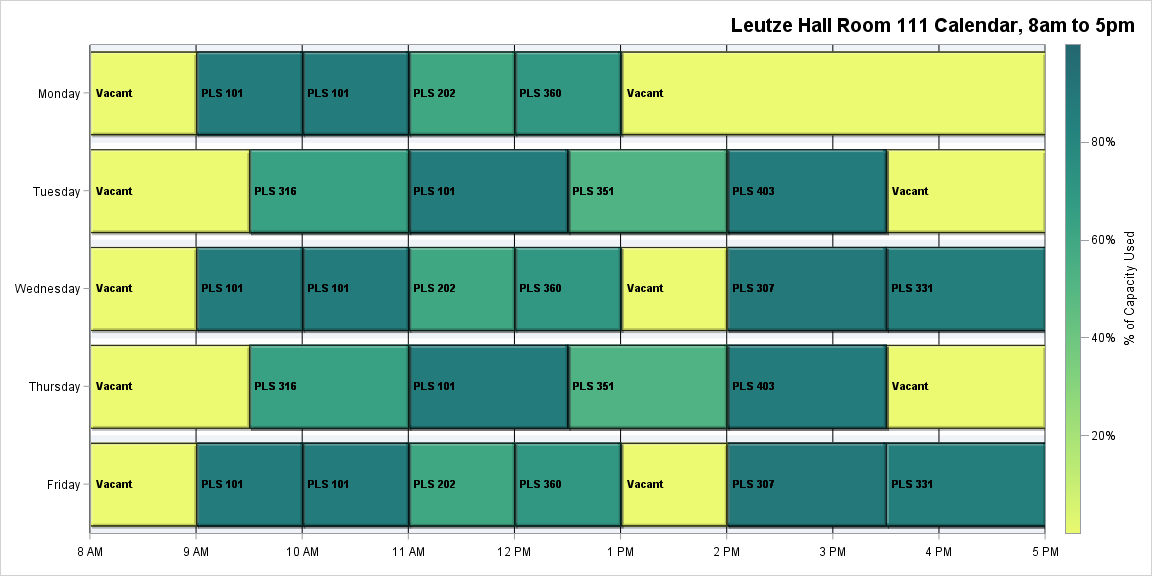 Leutze Hall Room 111 Calendar, 8am to 5pm
Monday
Vacant
PLS 101
PLS 101
PLS 202
PLS 360
Vacant
Tuesday
Vacant
PLS 316
PLS 101
PLS 351
PLS 403
Vacant
Wednesday
Vacant
PLS 101
PLS 101
PLS 202
PLS 360
Vacant
PLS 307
PLS 331
Thursday
Vacant
PLS 316
PLS 101
PLS 351
PLS 403
Vacant
Friday
Vacant
PLS 101
PLS 101
PLS 202
PLS 360
Vacant
PLS 307
PLS 331
8 AM
9 AM
10 AM
11 AM
12 PM
1 PM
2 PM
3 PM
4 PM
5 PM
80%
60%
40%
20%
% of Capacity Used